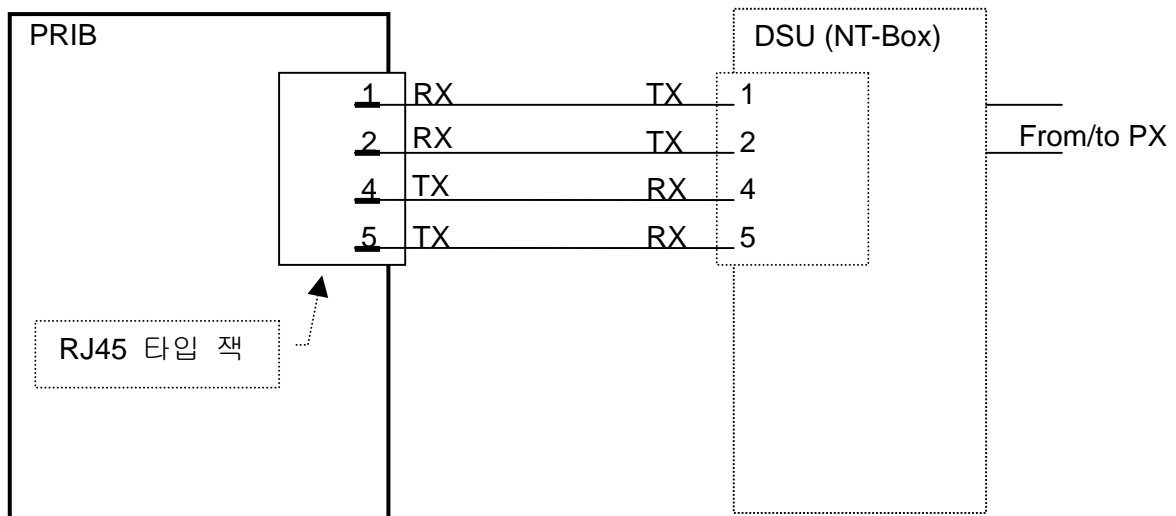 PRIB
DSU (NT-Box)
1 RX TX 1
2 RX TX 2
From/to PX
4 TX RX 4
5 TX RX 5
RJ45 타입 잭